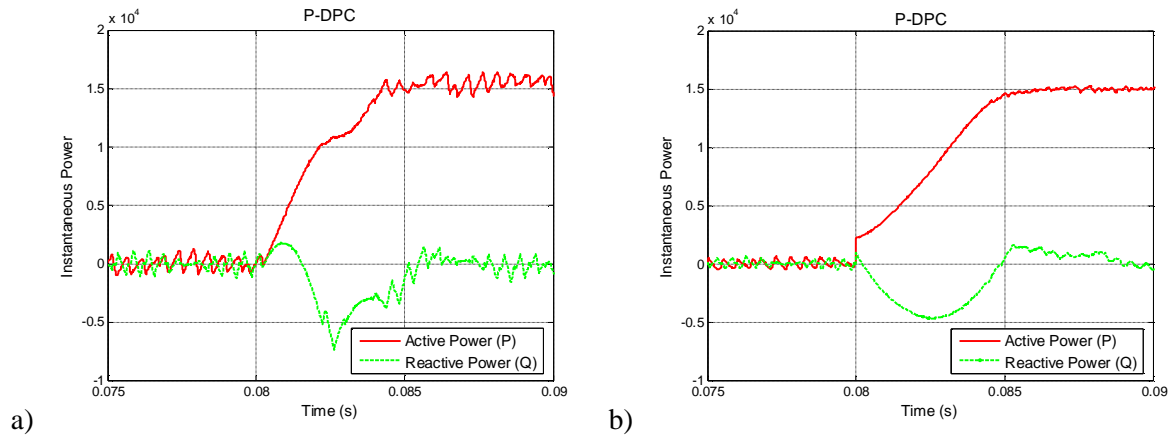 a)
x 10^4
P-DPC
2
1.5
1
0.5
0
-0.5
-1
Instantaneous Power
0.075
0.08
0.085
0.09
Time (s)
Active Power (P)
Reactive Power (Q)
b)
x 10^4
P-DPC
2
1.5
1
0.5
0
-0.5
-1
Instantaneous Power
0.075
0.08
0.085
0.09
Time (s)
Active Power (P)
Reactive Power (Q)